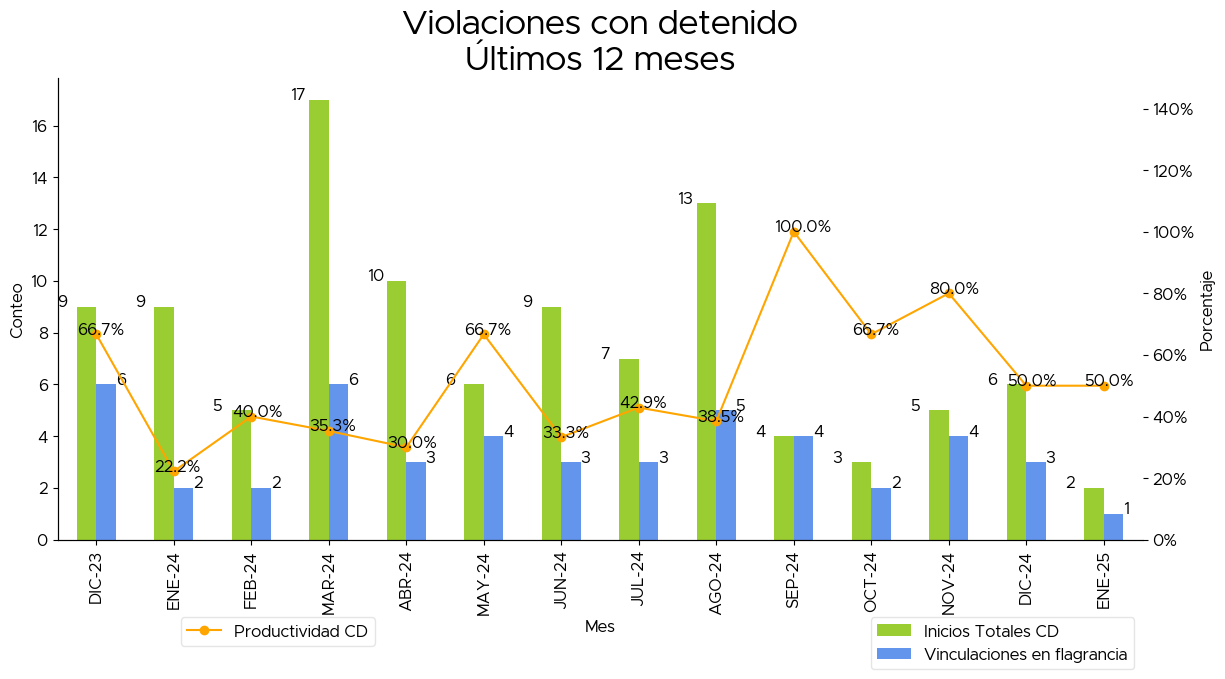 Violaciones con detenido
Últimos 12 meses
Conteo
16
14
12
10
8
6
4
2
0
140%
120%
100%
80%
60%
40%
20%
0%
Porcentaje
9
9
5
17
10
6
9
7
13
4
3
5
6
2
6
2
2
6
3
4
3
3
5
4
2
4
3
1
66.7%
22.2%
40.0%
35.3%
30.0%
66.7%
33.3%
42.9%
38.5%
100.0%
66.7%
80.0%
50.0%
50.0%
DIC-23
ENE-24
FEB-24
MAR-24
ABR-24
MAY-24
JUN-24
JUL-24
AGO-24
SEP-24
OCT-24
NOV-24
DIC-24
ENE-25
Mes
Productividad CD
Inicios Totales CD
Vinculaciones en flagrancia